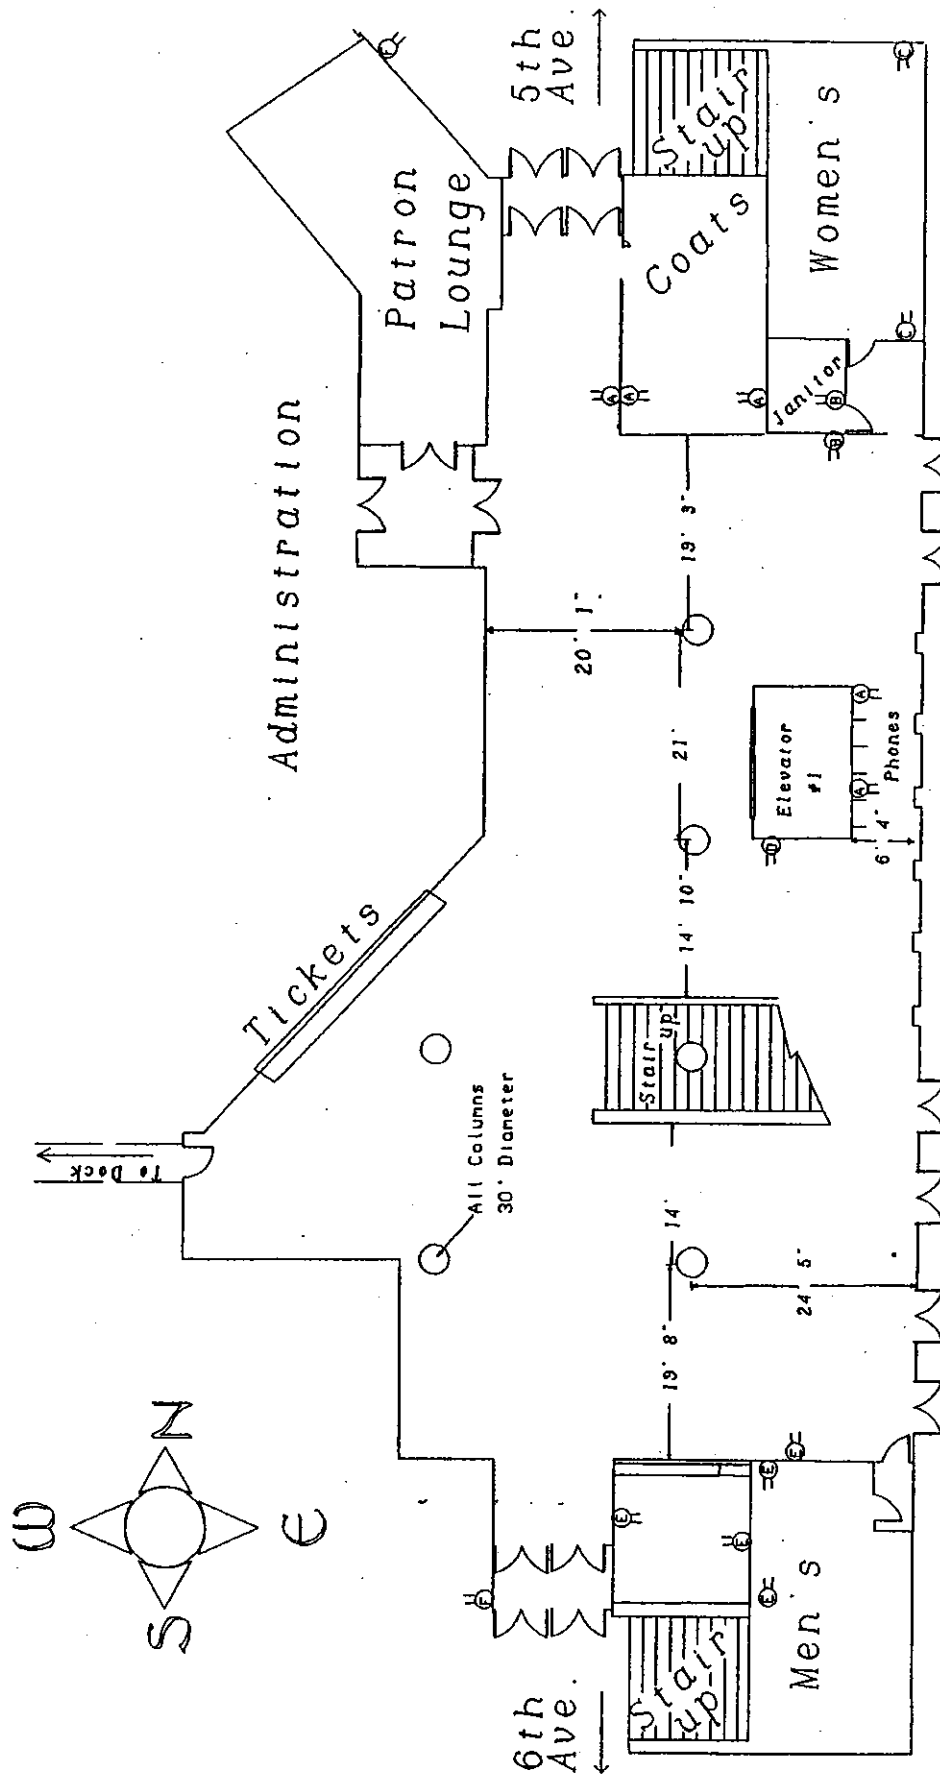 W
N
S
E
To Dock
Tickets
Administration
Patron
Lounge
5th
Ave.
All Columns
30" Diameter
20' 1"
19' 3"
21'
14' 10"
14'
19' 8"
24' 5"
6' 4"
Stair
up
Coats
Women's
Janitor
Elevator
#1
Phones
Stair
up
6th
Ave.
Stair
up
Men's
F
A
A
A
B
B
C
C
A
A
D
E
E
E
E
E
F